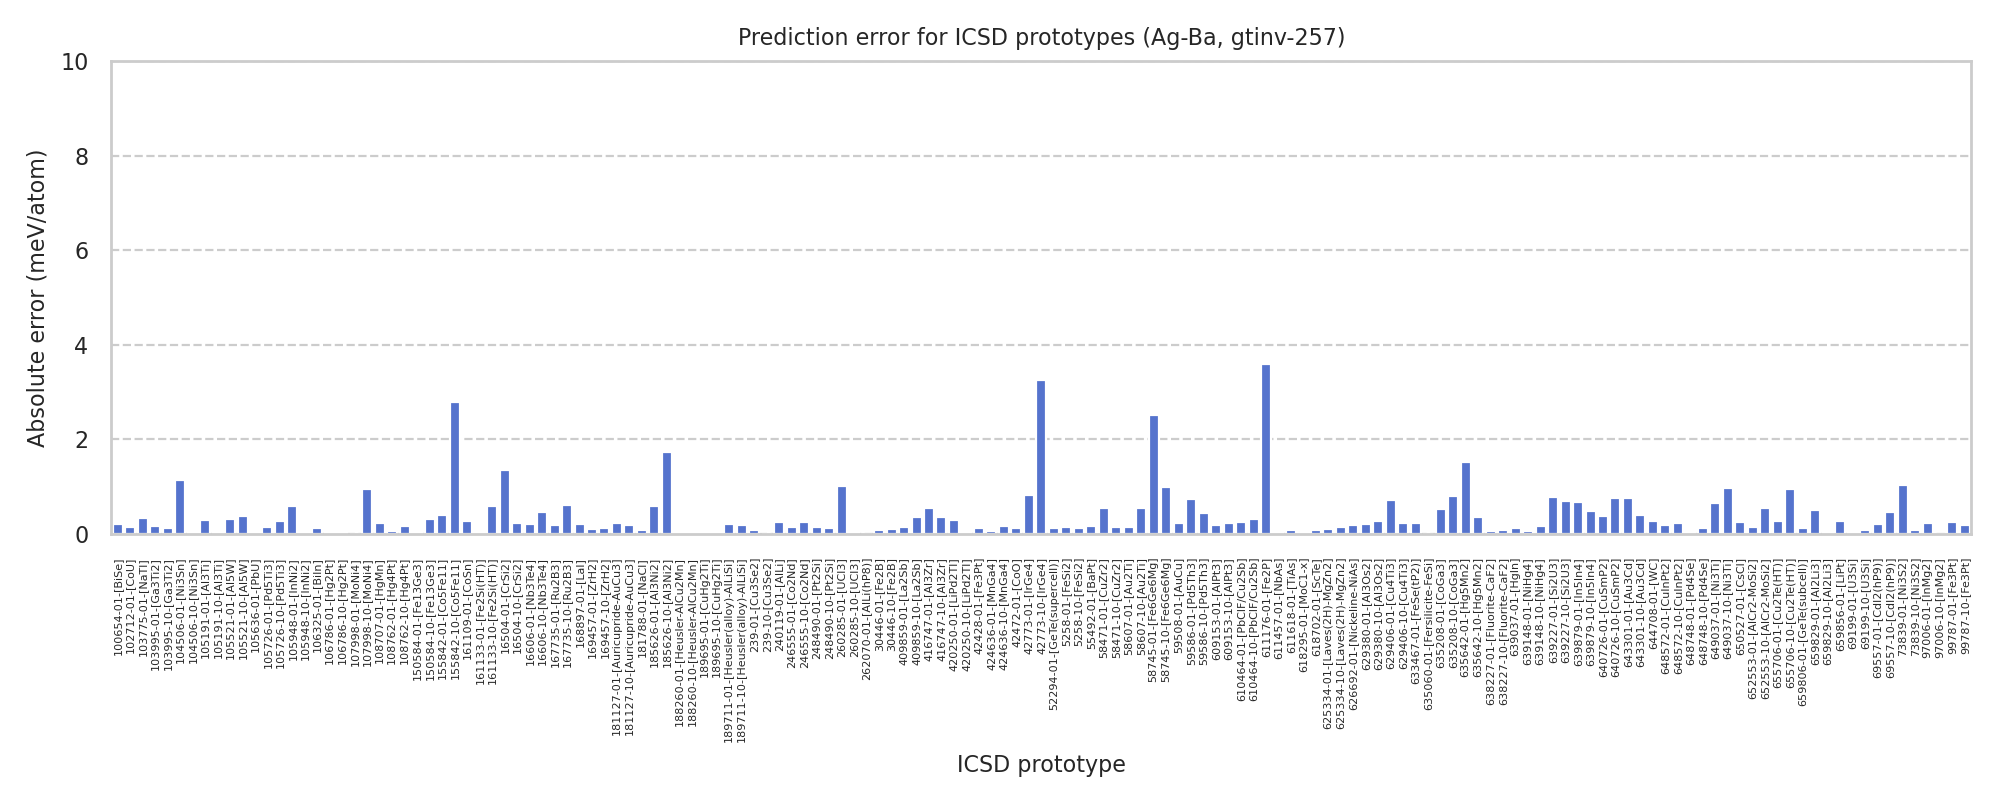 Prediction error for ICSD prototypes (Ag-Ba, gtinv-257)
Absolute error (meV/atom)
10
8
6
4
2
0
100654-01-[BiSe]
102712-01-[CoU]
103775-01-[NaTl]
103995-01-[Ga3Ti2]
103995-10-[Ga3Ti2]
104506-01-[Ni3Sn]
104506-10-[Ni3Sn]
105191-01-[Al3Ti]
105191-10-[Al3Ti]
105521-01-[Al5W]
105521-10-[Al5W]
105636-01-[PbU]
105726-01-[Pd5Ti3]
105726-10-[Pd5Ti3]
105948-01-[InNi2]
105948-10-[InNi2]
106325-01-[BiIn]
106786-01-[Hg2Pt]
106786-10-[Hg2Pt]
107998-01-[MoNi4]
107998-10-[MoNi4]
108707-01-[HgMn]
108762-01-[Hg4Pt]
108762-10-[Hg4Pt]
150584-01-[Fe13Ge3]
150584-10-[Fe13Ge3]
155842-01-[Co5Fe11]
155842-10-[Co5Fe11]
161109-01-[CoSn]
161133-01-[Fe2Si(HT)]
161133-10-[Fe2Si(HT)]
16504-01-[CrSi2]
16504-10-[CrSi2]
16606-01-[Nb3Te4]
16606-10-[Nb3Te4]
167735-01-[Ru2B3]
167735-10-[Ru2B3]
168897-01-[LaI]
169457-01-[ZrH2]
169457-10-[ZrH2]
181127-01-[Auricupride-AuCu3]
181127-10-[Auricupride-AuCu3]
181788-01-[NaCl]
185626-01-[Al3Ni2]
185626-10-[Al3Ni2]
188260-01-[Heusler-AlCu2Mn]
188260-10-[Heusler-AlCu2Mn]
189695-01-[CuHg2Ti]
189695-10-[CuHg2Ti]
189711-01-[Heusler(alloy)-AlLiSi]
189711-10-[Heusler(alloy)-AlLiSi]
239-01-[Cu3Se2]
239-10-[Cu3Se2]
240119-01-[AlLi]
246555-01-[Co2Nd]
246555-10-[Co2Nd]
248490-01-[Pt2Si]
248490-10-[Pt2Si]
260285-01-[UCl3]
260285-10-[UCl3]
262070-01-[AlLi(hP8)]
30446-01-[Fe2B]
30446-10-[Fe2B]
409859-01-[La2Sb]
409859-10-[La2Sb]
416747-01-[Al3Zr]
416747-10-[Al3Zr]
420250-01-[LiPd2Tl]
420250-10-[LiPd2Tl]
42428-01-[Fe3Pt]
424636-01-[MnGa4]
424636-10-[MnGa4]
42472-01-[CoO]
42773-01-[IrGe4]
42773-10-[IrGe4]
52294-01-[GeTe(supercell)]
5258-01-[FeSi2]
5258-10-[FeSi2]
55492-01-[BaPt]
58471-01-[CuZr2]
58471-10-[CuZr2]
58607-01-[Au2Ti]
58607-10-[Au2Ti]
58745-01-[Fe6Ge6Mg]
58745-10-[Fe6Ge6Mg]
59508-01-[AuCu]
59586-01-[Pd5Th3]
59586-10-[Pd5Th3]
609153-01-[AlPt3]
609153-10-[AlPt3]
610464-01-[PbClF/Cu2Sb]
610464-10-[PbClF/Cu2Sb]
611176-01-[Fe2P]
611457-01-[NbAs]
611618-01-[TiAs]
618295-01-[MoC1-x]
618702-01-[ScTe]
625334-01-[Laves(2H)-MgZn2]
625334-10-[Laves(2H)-MgZn2]
626692-01-[Nickeline-NiAs]
629380-01-[Al3Os2]
629380-10-[Al3Os2]
629406-01-[Cu4Ti3]
629406-10-[Cu4Ti3]
633467-01-[FeSe(tP2)]
635060-01-[Fersilicite-FeSi]
635208-01-[CoGa3]
635208-10-[CoGa3]
635642-01-[Hg5Mn2]
635642-10-[Hg5Mn2]
638227-01-[Fluorite-CaF2]
638227-10-[Fluorite-CaF2]
639037-01-[HgIn]
639148-01-[NiHg4]
639148-10-[NiHg4]
639227-01-[Si2U3]
639227-10-[Si2U3]
639879-01-[In5In4]
639879-10-[In5In4]
640726-01-[CuSmP2]
640726-10-[CuSmP2]
643301-01-[Au3Cd]
643301-10-[Au3Cd]
644708-01-[WC]
648572-01-[CuInPt2]
648572-10-[CuInPt2]
648748-01-[Pd4Se]
648748-10-[Pd4Se]
649037-01-[Ni3Ti]
649037-10-[Ni3Ti]
650527-01-[CsCl]
652553-01-[AlCr2-MoSi2]
652553-10-[AlCr2-MoSi2]
655706-01-[Cu2Te(HT)]
655706-10-[Cu2Te(HT)]
659806-01-[GeTe(subcell)]
659829-01-[Al2Li3]
659829-10-[Al2Li3]
659856-01-[LiPt]
69199-01-[U3Si]
69199-10-[U3Si]
69557-01-[CdI2(hP9)]
69557-10-[CdI2(hP9)]
73839-01-[Ni3S2]
73839-10-[Ni3S2]
97006-01-[InMg2]
97006-10-[InMg2]
99787-01-[Fe3Pt]
99787-10-[Fe3Pt]
ICSD prototype